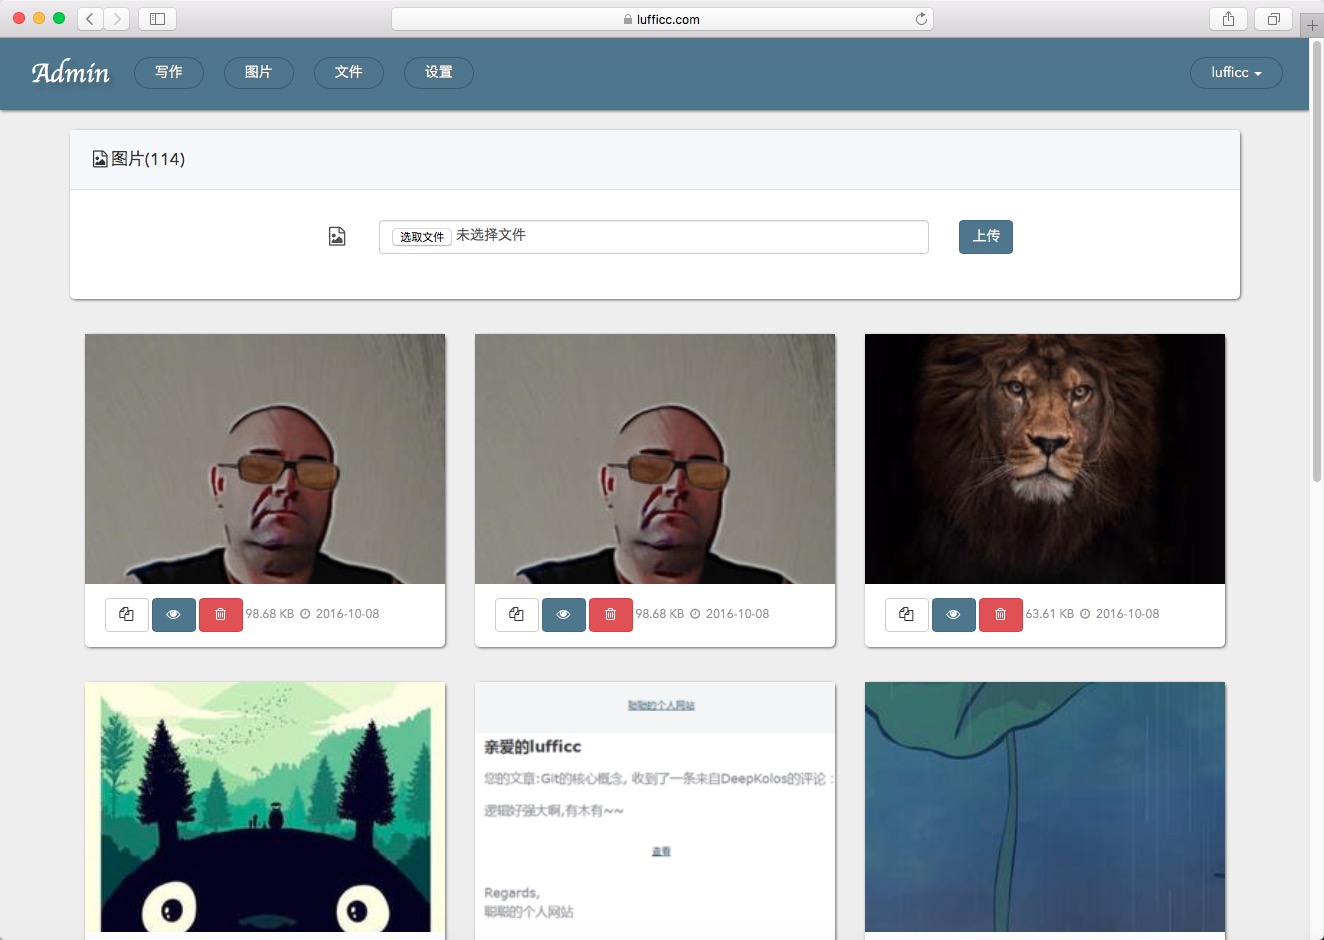 lufficc.com
Admin
写作
图片
文件
设置
lufficc
图片(114)
选取文件 未选择文件
上传
98.68 KB 2016-10-08
98.68 KB 2016-10-08
63.61 KB 2016-10-08
聪聪的个人网站
亲爱的lufficc
您的文章:Git的核心概念, 收到了一条来自DeepKolos的评论：
逻辑好强大啊,有木有~~
查看
Regards,
聪聪的个人网站